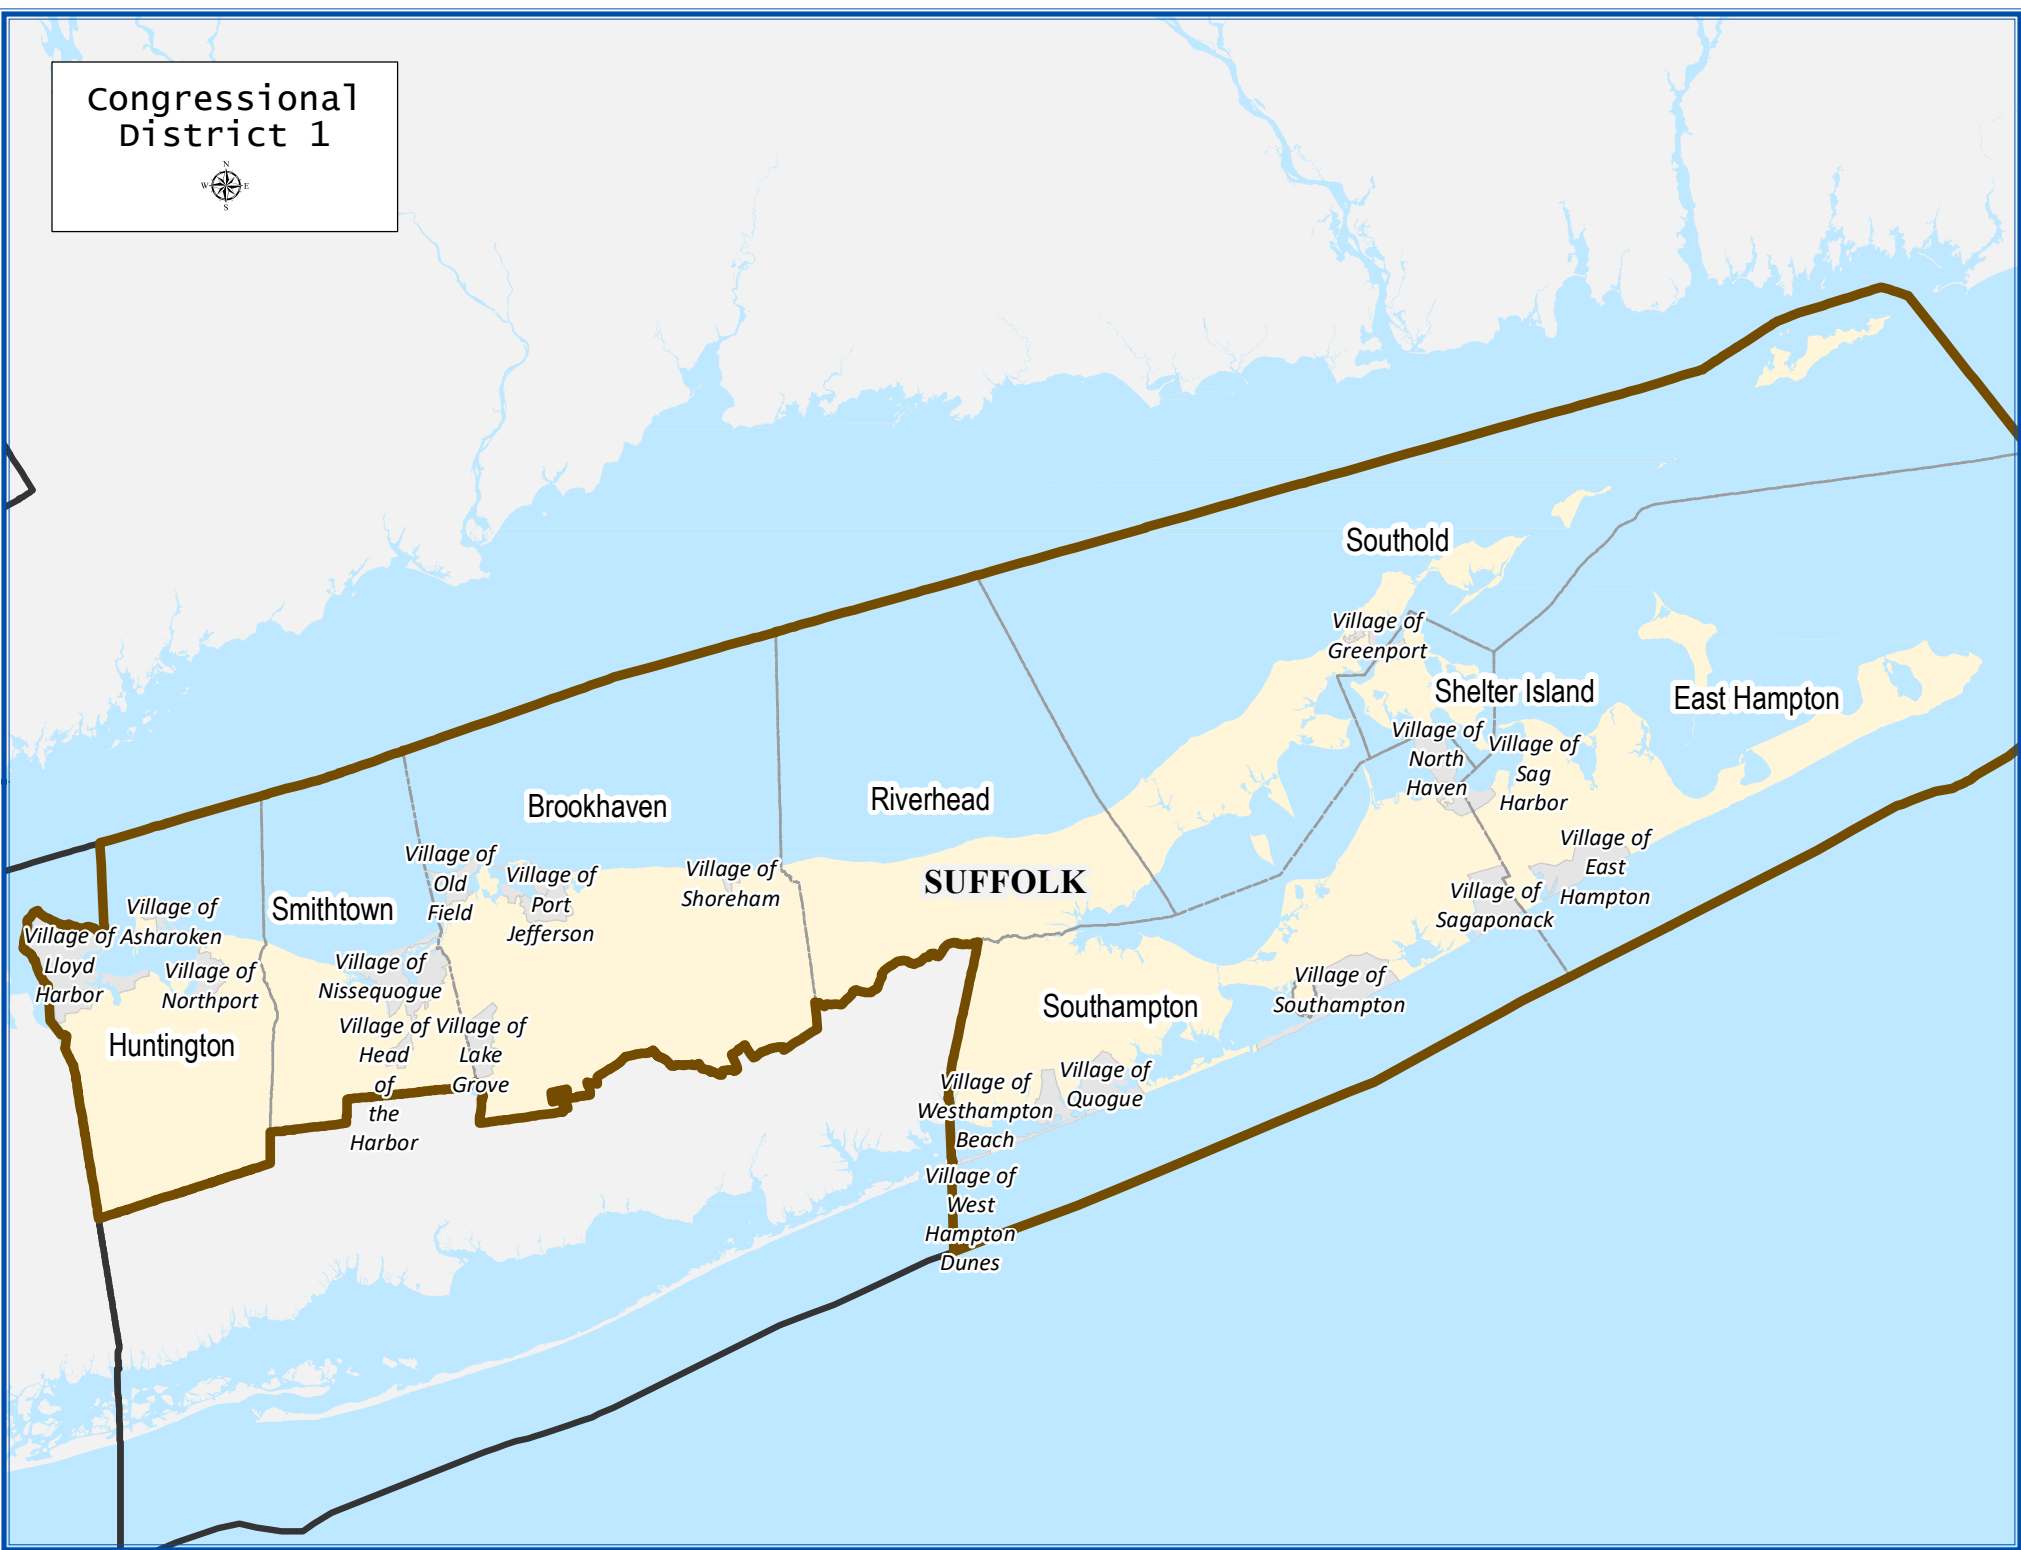 Congressional
District 1
N
W
E
S
Southold
Village of
Greenport
Shelter Island
East Hampton
Village of
North
Haven
Village of
Sag
Harbor
Brookhaven
Riverhead
Village of
East
Hampton
Village of
Old
Field
Village of
Port
Jefferson
Village of
Shoreham
SUFFOLK
Village of
Sagaponack
Smithtown
Village of
Asharoken
Village of
Lloyd
Harbor
Village of
Northport
Village of
Nissequogue
Village of
Southampton
Southampton
Huntington
Village of
Head
of
the
Harbor
Village of
Lake
Grove
Village of
Quogue
Village of
Westhampton
Beach
Village of
West
Hampton
Dunes